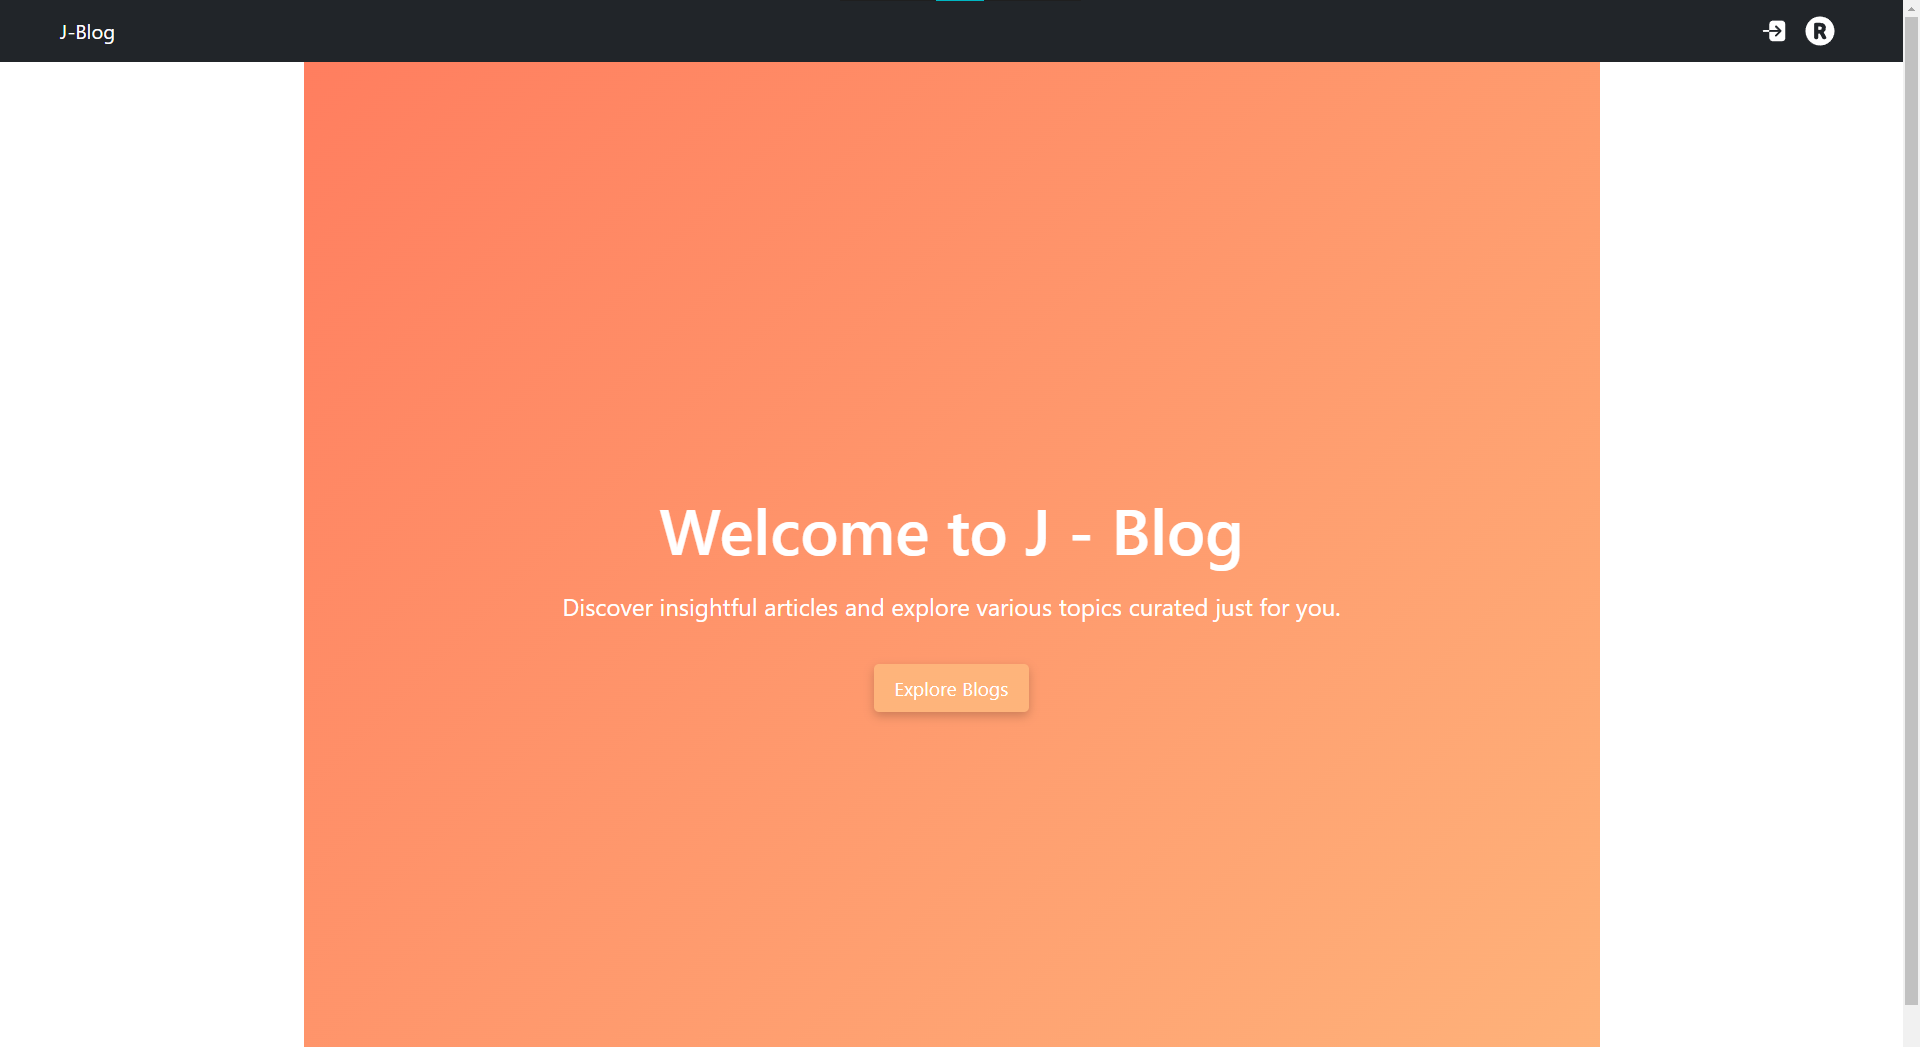 J-Blog
R
Welcome to J - Blog
Discover insightful articles and explore various topics curated just for you.
Explore Blogs